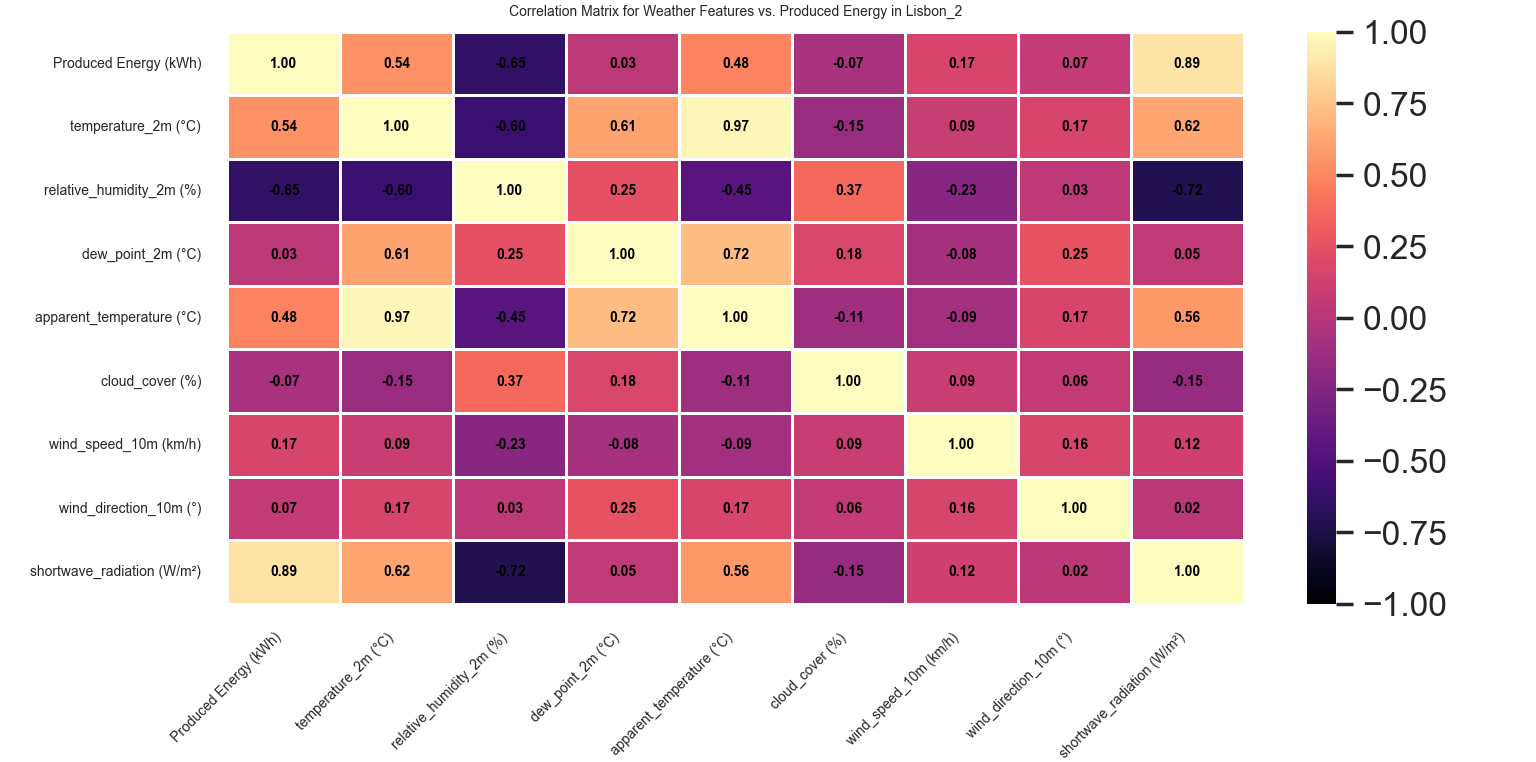 Correlation Matrix for Weather Features vs. Produced Energy in Lisbon_2
Produced Energy (kWh) 1.00 0.54 -0.65 0.03 0.48 -0.07 0.17 0.07 0.89
temperature_2m (°C) 0.54 1.00 -0.60 0.61 0.97 -0.15 0.09 0.17 0.62
relative_humidity_2m (%) -0.65 -0.60 1.00 0.25 -0.45 0.37 -0.23 0.03 -0.72
dew_point_2m (°C) 0.03 0.61 0.25 1.00 0.72 0.18 -0.08 0.25 0.05
apparent_temperature (°C) 0.48 0.97 -0.45 0.72 1.00 -0.11 -0.09 0.17 0.56
cloud_cover (%) -0.07 -0.15 0.37 0.18 -0.11 1.00 0.09 0.06 -0.15
wind_speed_10m (km/h) 0.17 0.09 -0.23 -0.08 -0.09 0.09 1.00 0.16 0.12
wind_direction_10m (°) 0.07 0.17 0.03 0.25 0.17 0.06 0.16 1.00 0.02
shortwave_radiation (W/m²) 0.89 0.62 -0.72 0.05 0.56 -0.15 0.12 0.02 1.00
Produced Energy (kWh)
temperature_2m (°C)
relative_humidity_2m (%)
dew_point_2m (°C)
apparent_temperature (°C)
cloud_cover (%)
wind_speed_10m (km/h)
wind_direction_10m (°)
shortwave_radiation (W/m²)
1.00
0.75
0.50
0.25
0.00
−0.25
−0.50
−0.75
−1.00